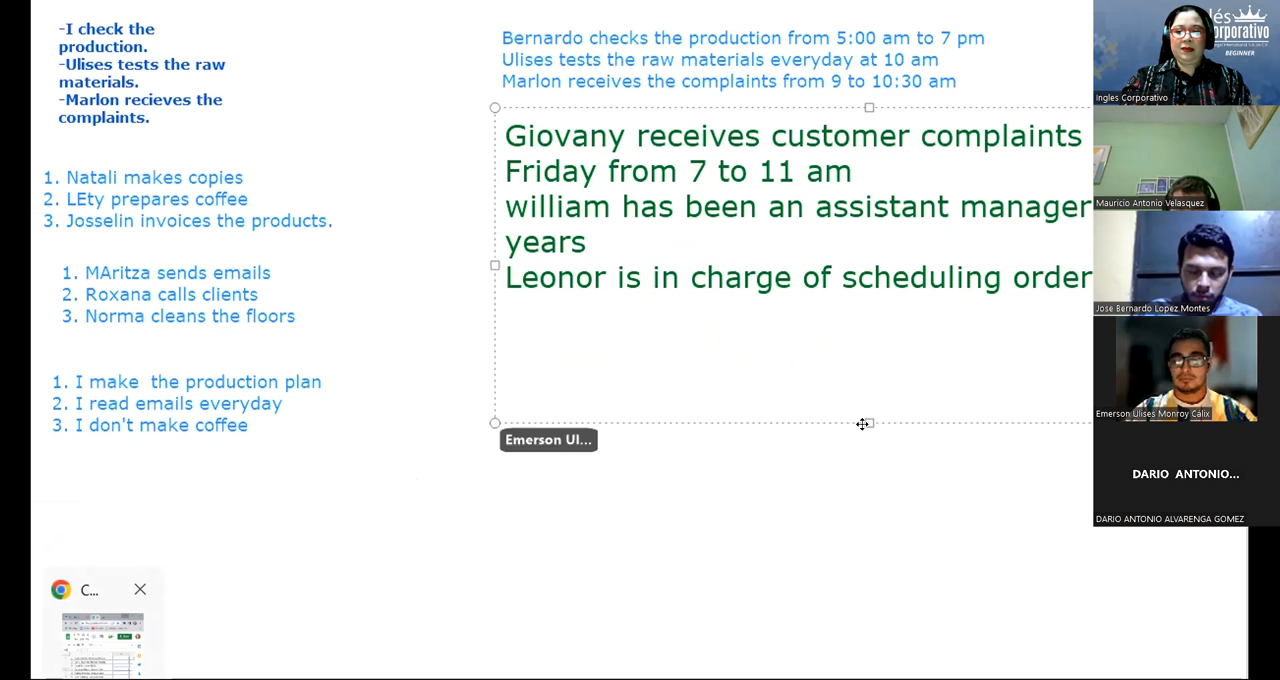 -I check the
production.
-Ulises tests the raw
materials.
-Marlon recieves the
complaints.
1. Natali makes copies
2. LEty prepares coffee
3. Josselin invoices the products.
1. MAritza sends emails
2. Roxana calls clients
3. Norma cleans the floors
1. I make the production plan
2. I read emails everyday
3. I don't make coffee
Bernardo checks the production from 5:00 am to 7 pm
Ulises tests the raw materials everyday at 10 am
Marlon receives the complaints from 9 to 10:30 am
Giovany receives customer complaints
Friday from 7 to 11 am
william has been an assistant manager
years
Leonor is in charge of scheduling order
Emerson Ul...
C...
BEGINNER
Ingles Corporativo
Mauricio Antonio Velasquez
Jose Bernardo Lopez Montes
Emerson Ulises Monroy Cálix
DARIO ANTONIO...
DARIO ANTONIO ALVARENGA GOMEZ